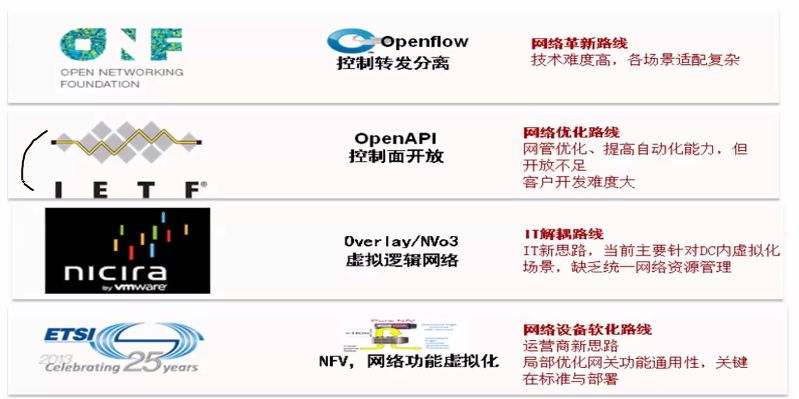 ONF
OPEN NETWORKING
FOUNDATION
Openflow
控制转发分离
网络革新路线
技术难度高，各场景适配复杂
I E T F®
OpenAPI
控制面开放
网络优化路线
网管优化、提高自动化能力，但
开放不足
客户开发难度大
nicira
by vmware
Overlay/NVo3
虚拟逻辑网络
IT解耦路线
IT新思路，当前主要针对DC内虚拟化
场景，缺乏统一网络资源管理
ETSI
2013
Celebrating 25 years
NFV，网络功能虚拟化
网络设备软化路线
运营商新思路
局部优化网关功能通用性，关键
在标准与部署